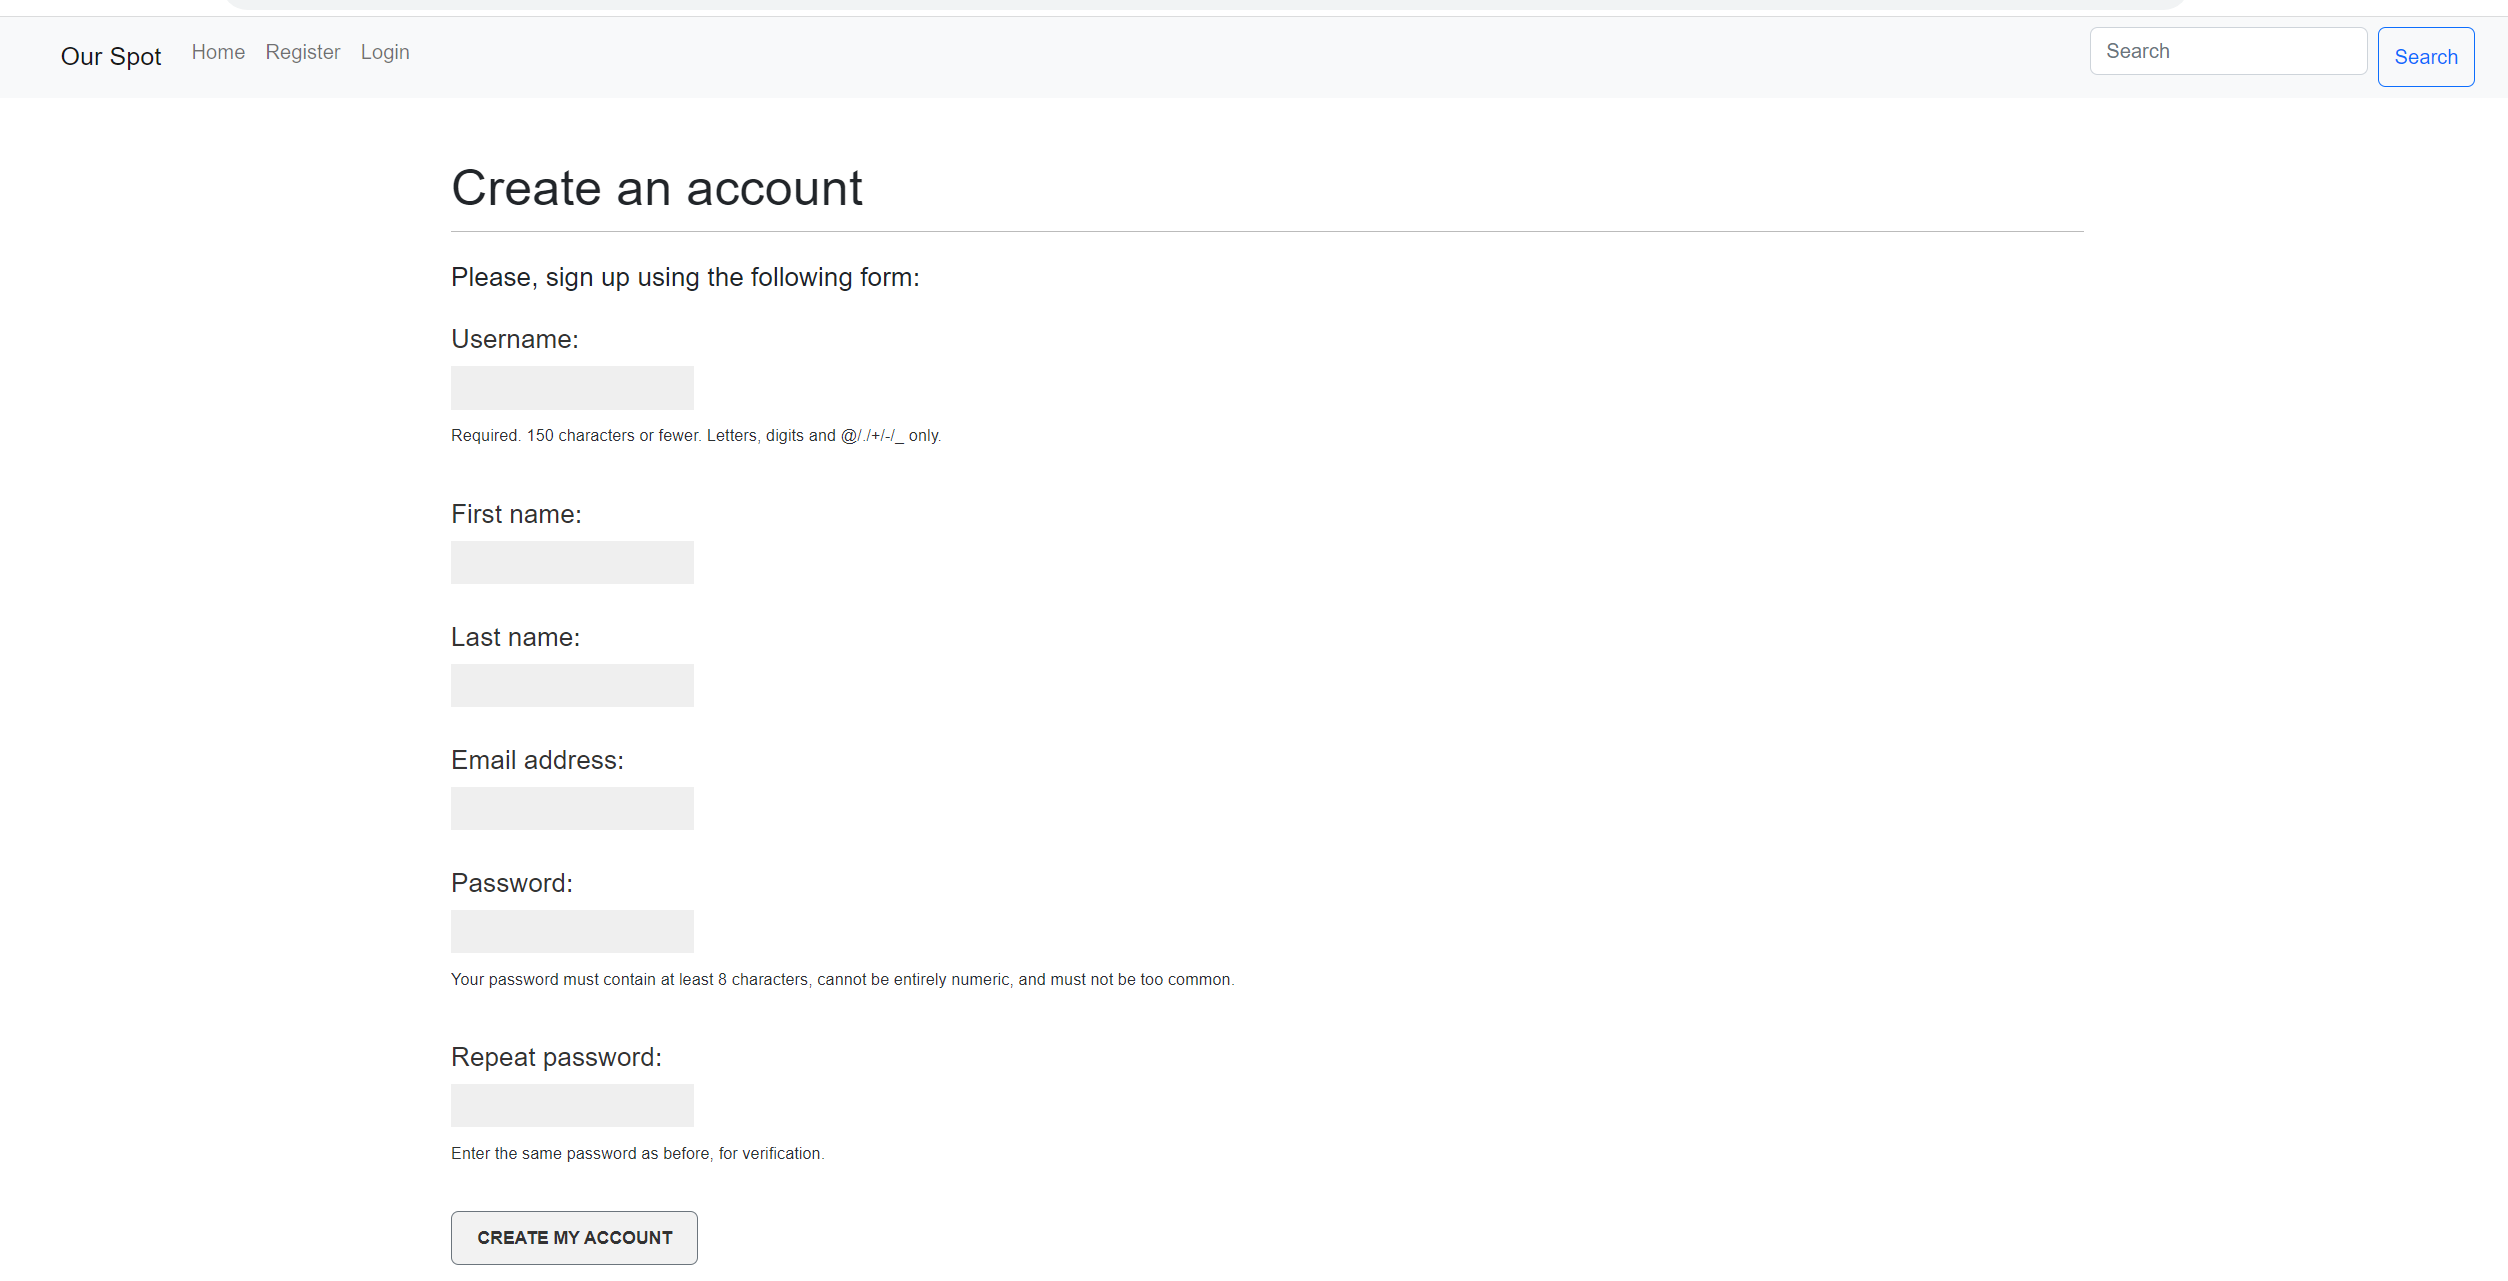 Our Spot Home Register Login Search Search
Create an account
Please, sign up using the following form:
Username:
Required. 150 characters or fewer. Letters, digits and @/./+/-/_ only.
First name:
Last name:
Email address:
Password:
Your password must contain at least 8 characters, cannot be entirely numeric, and must not be too common.
Repeat password:
Enter the same password as before, for verification.
CREATE MY ACCOUNT